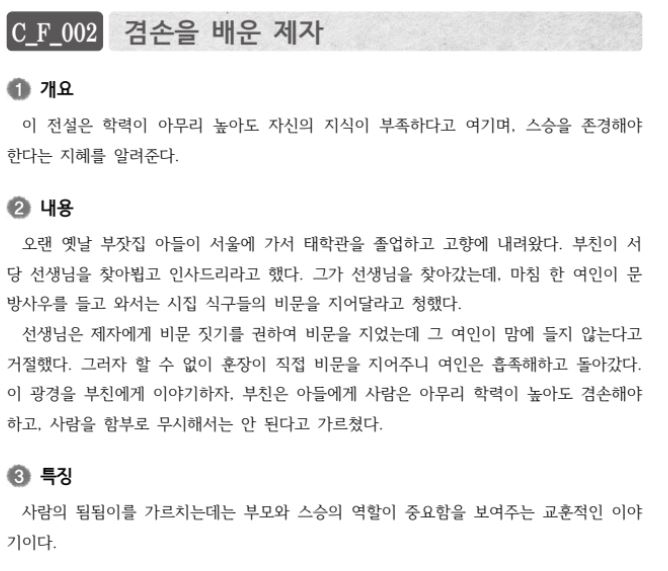 C_F_002 겸손을 배운 제자
1 개요
이 전설은 학력이 아무리 높아도 자신의 지식이 부족하다고 여기며, 스승을 존경해야
한다는 지혜를 알려준다.
2 내용
오랜 옛날 부잣집 아들이 서울에 가서 태학관을 졸업하고 고향에 내려왔다. 부친이 서
당 선생님을 찾아뵙고 인사드리라고 했다. 그가 선생님을 찾아갔는데, 마침 한 여인이 문
방사우를 들고 와서는 시집 식구들의 비문을 지어달라고 청했다.
선생님은 제자에게 비문 짓기를 권하여 비문을 지었는데 그 여인이 맘에 들지 않는다고
거절했다. 그러자 할 수 없이 훈장이 직접 비문을 지어주니 여인은 흡족해하고 돌아갔다.
이 광경을 부친에게 이야기하자, 부친은 아들에게 사람은 아무리 학력이 높아도 겸손해야
하고, 사람을 함부로 무시해서는 안 된다고 가르쳤다.
3 특징
사람의 됨됨이를 가르치는데는 부모와 스승의 역할이 중요함을 보여주는 교훈적인 이야
기이다.